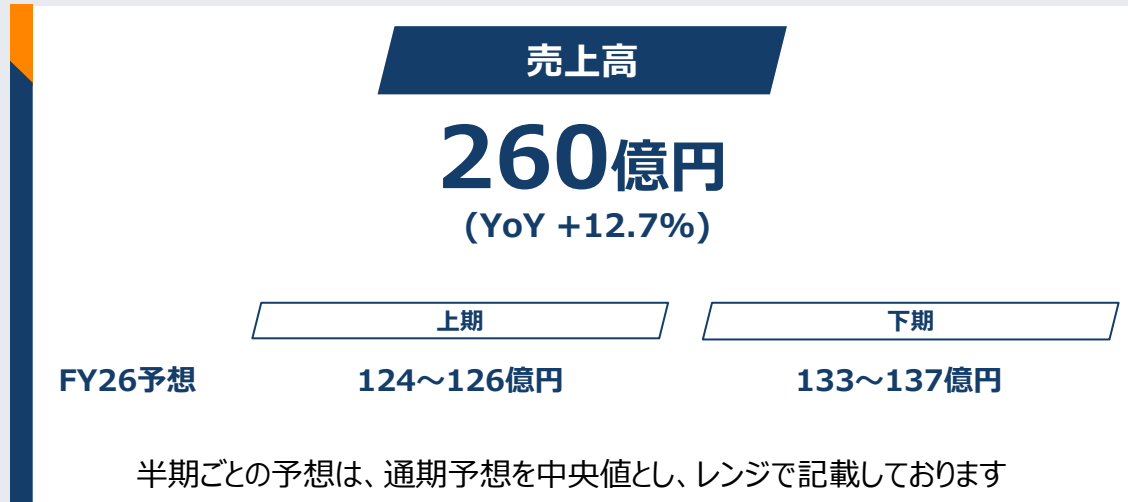 売上高
260億円
(YoY +12.7%)
上期 下期
FY26予想 124～126億円 133～137億円
半期ごとの予想は、通期予想を中央値とし、レンジで記載しております